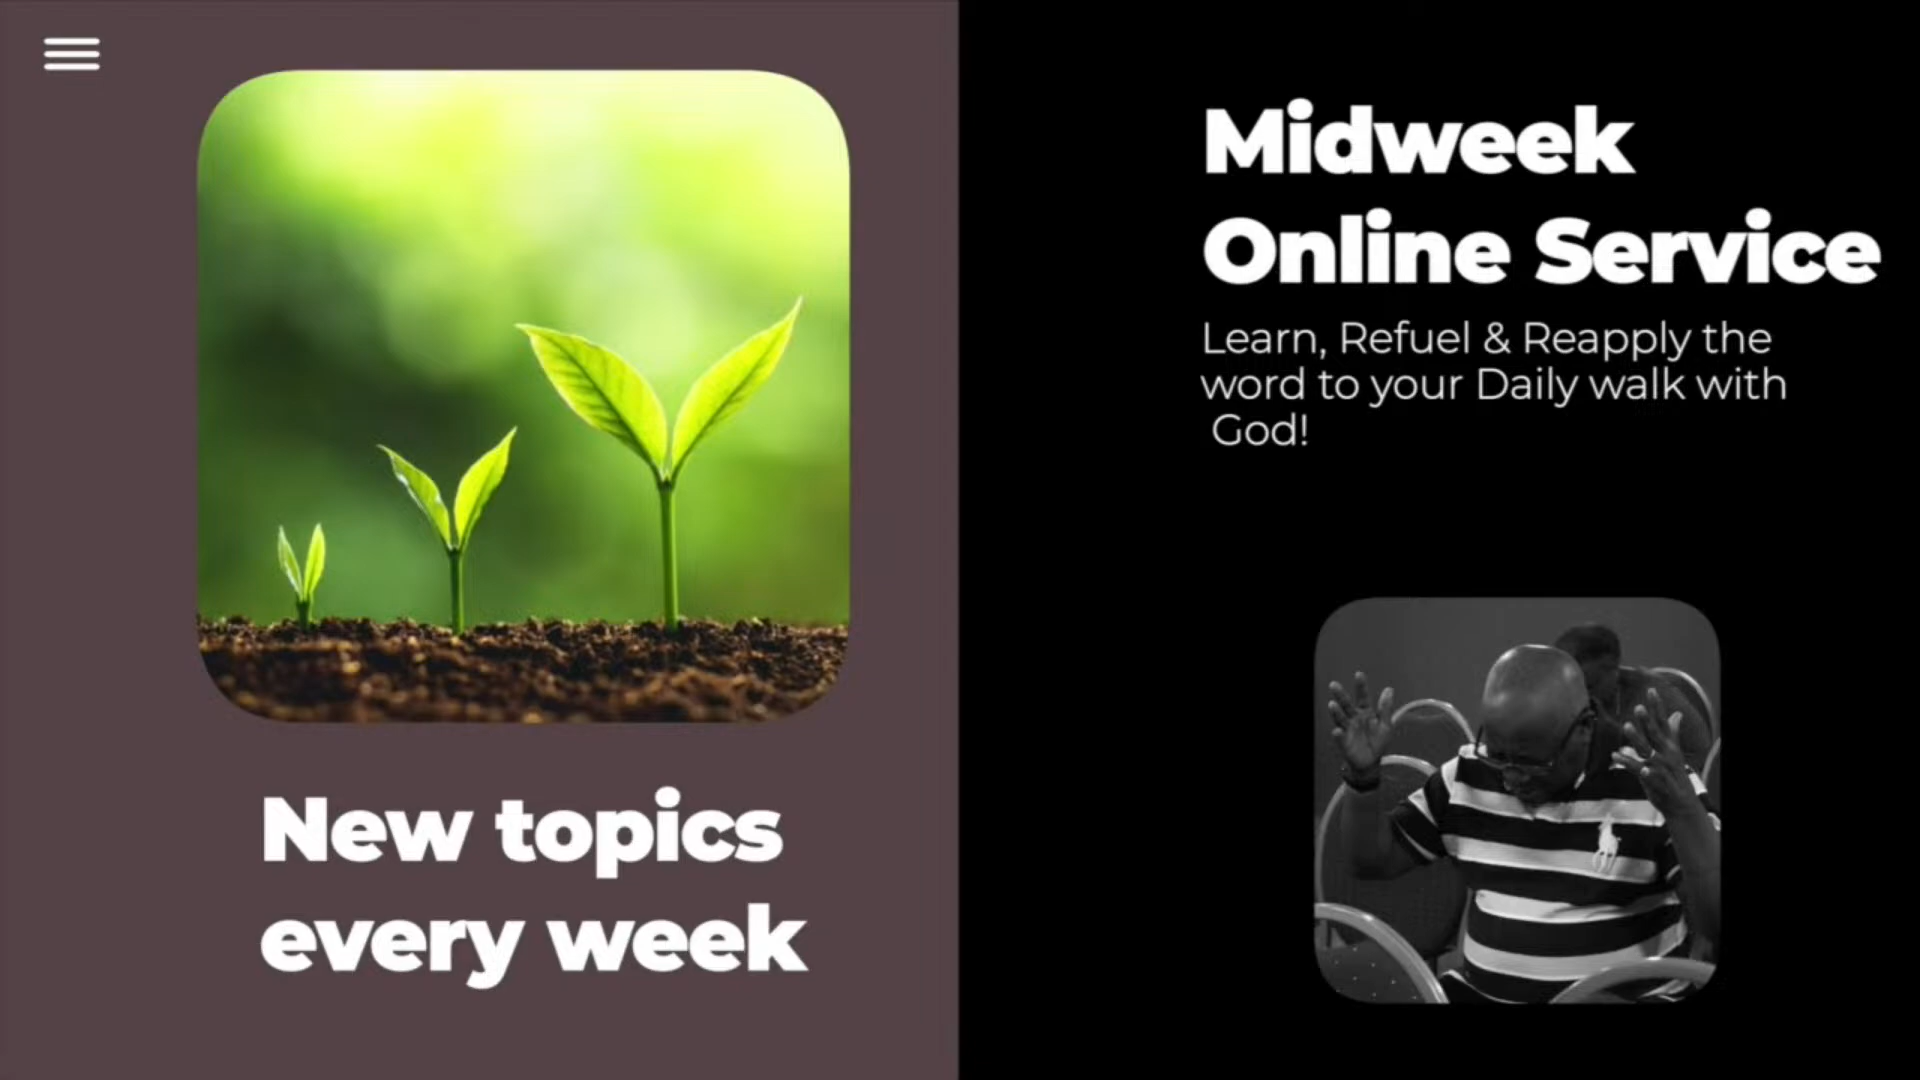 New topics
every week
Midweek
Online Service
Learn, Refuel & Reapply the
word to your Daily walk with
God!